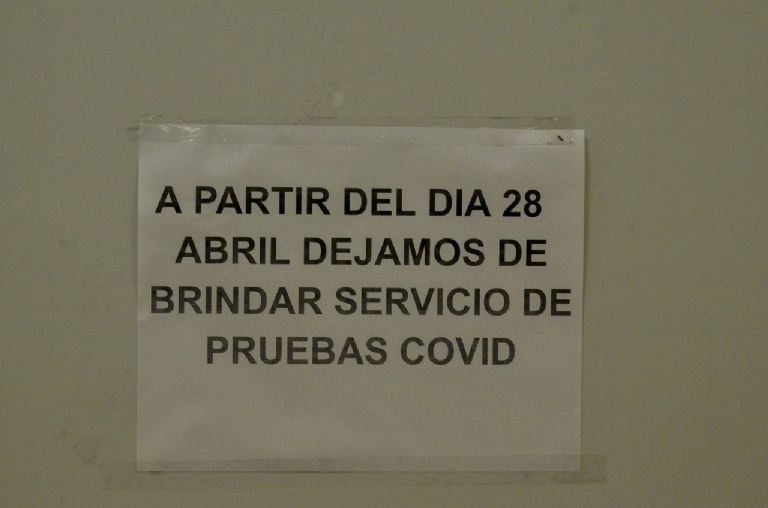 A PARTIR DEL DIA 28
ABRIL DEJAMOS DE
BRINDAR SERVICIO DE
PRUEBAS COVID